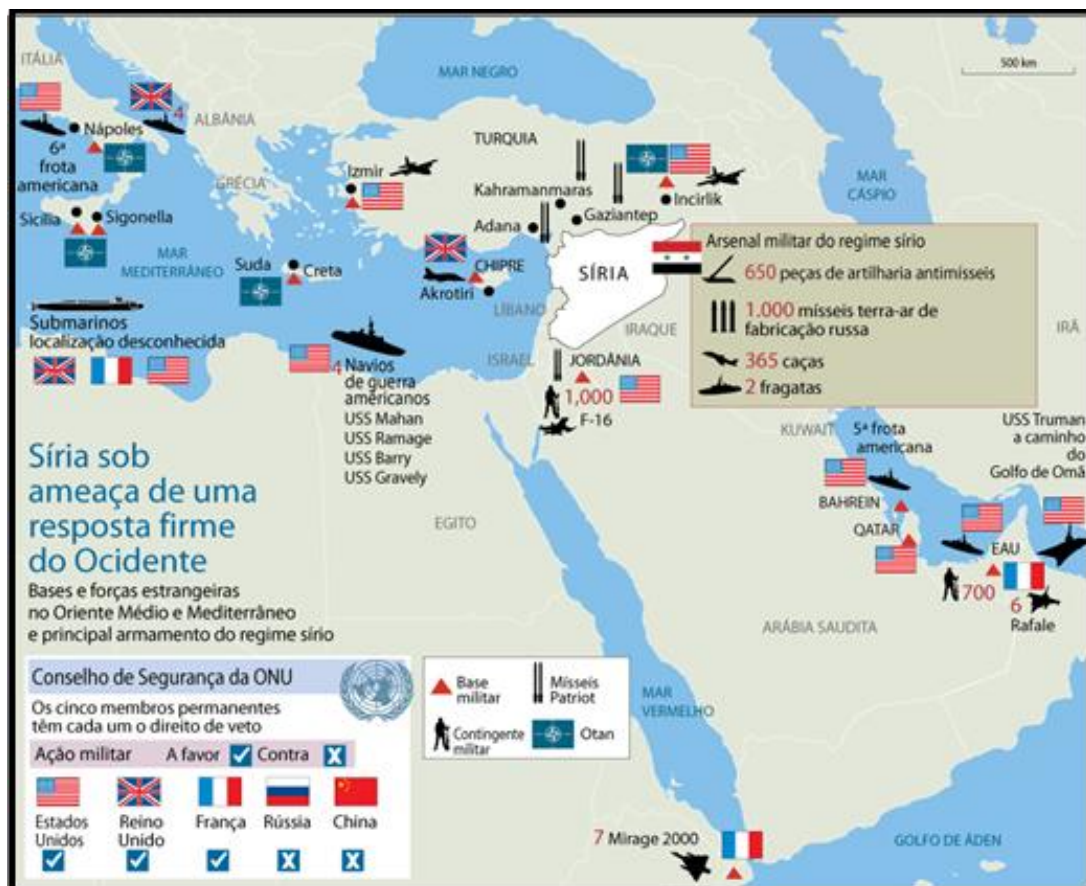 ITÁLIA
4
Nápoles
6ª
frota
americana
ALBÂNIA
GRÉCIA
Sicília
Sigonella
MAR
MEDITERRÂNEO
Suda
Creta
MAR NEGRO
TURQUIA
Izmir
Kahramanmaras
Adana
Gaziantep
Incirlik
CHIPRE
Akrotiri
SÍRIA
LÍBANO
ISRAEL
IRAQUE
IRÃ
MAR
CÁSPIO
500 km
Arsenal militar do regime sírio
650 peças de artilharia antimísseis
1.000 mísseis terra-ar de
fabricação russa
365 caças
2 fragatas
Submarinos
localização desconhecida
4 Navios
de guerra
americanos
USS Mahan
USS Ramage
USS Barry
USS Gravely
JORDÂNIA
1,000
F-16
KUWAIT
5ª frota
americana
USS Truman
a caminho
do
Golfo de Omã
BAHREIN
QATAR
EAU
700
6
Rafale
EGITO
ARÁBIA SAUDITA
MAR
VERMELHO
GOLFO DE ÁDEN
7 Mirage 2000
Síria sob
ameaça de uma
resposta firme
do Ocidente
Bases e forças estrangeiras
no Oriente Médio e Mediterrâneo
e principal armamento do regime sírio
Conselho de Segurança da ONU
Os cinco membros permanentes
têm cada um o direito de veto
Ação militar A favor Contra
Estados
Unidos
Reino
Unido
França
Rússia
China
Base
militar
Mísseis
Patriot
Contingente
militar
Otan